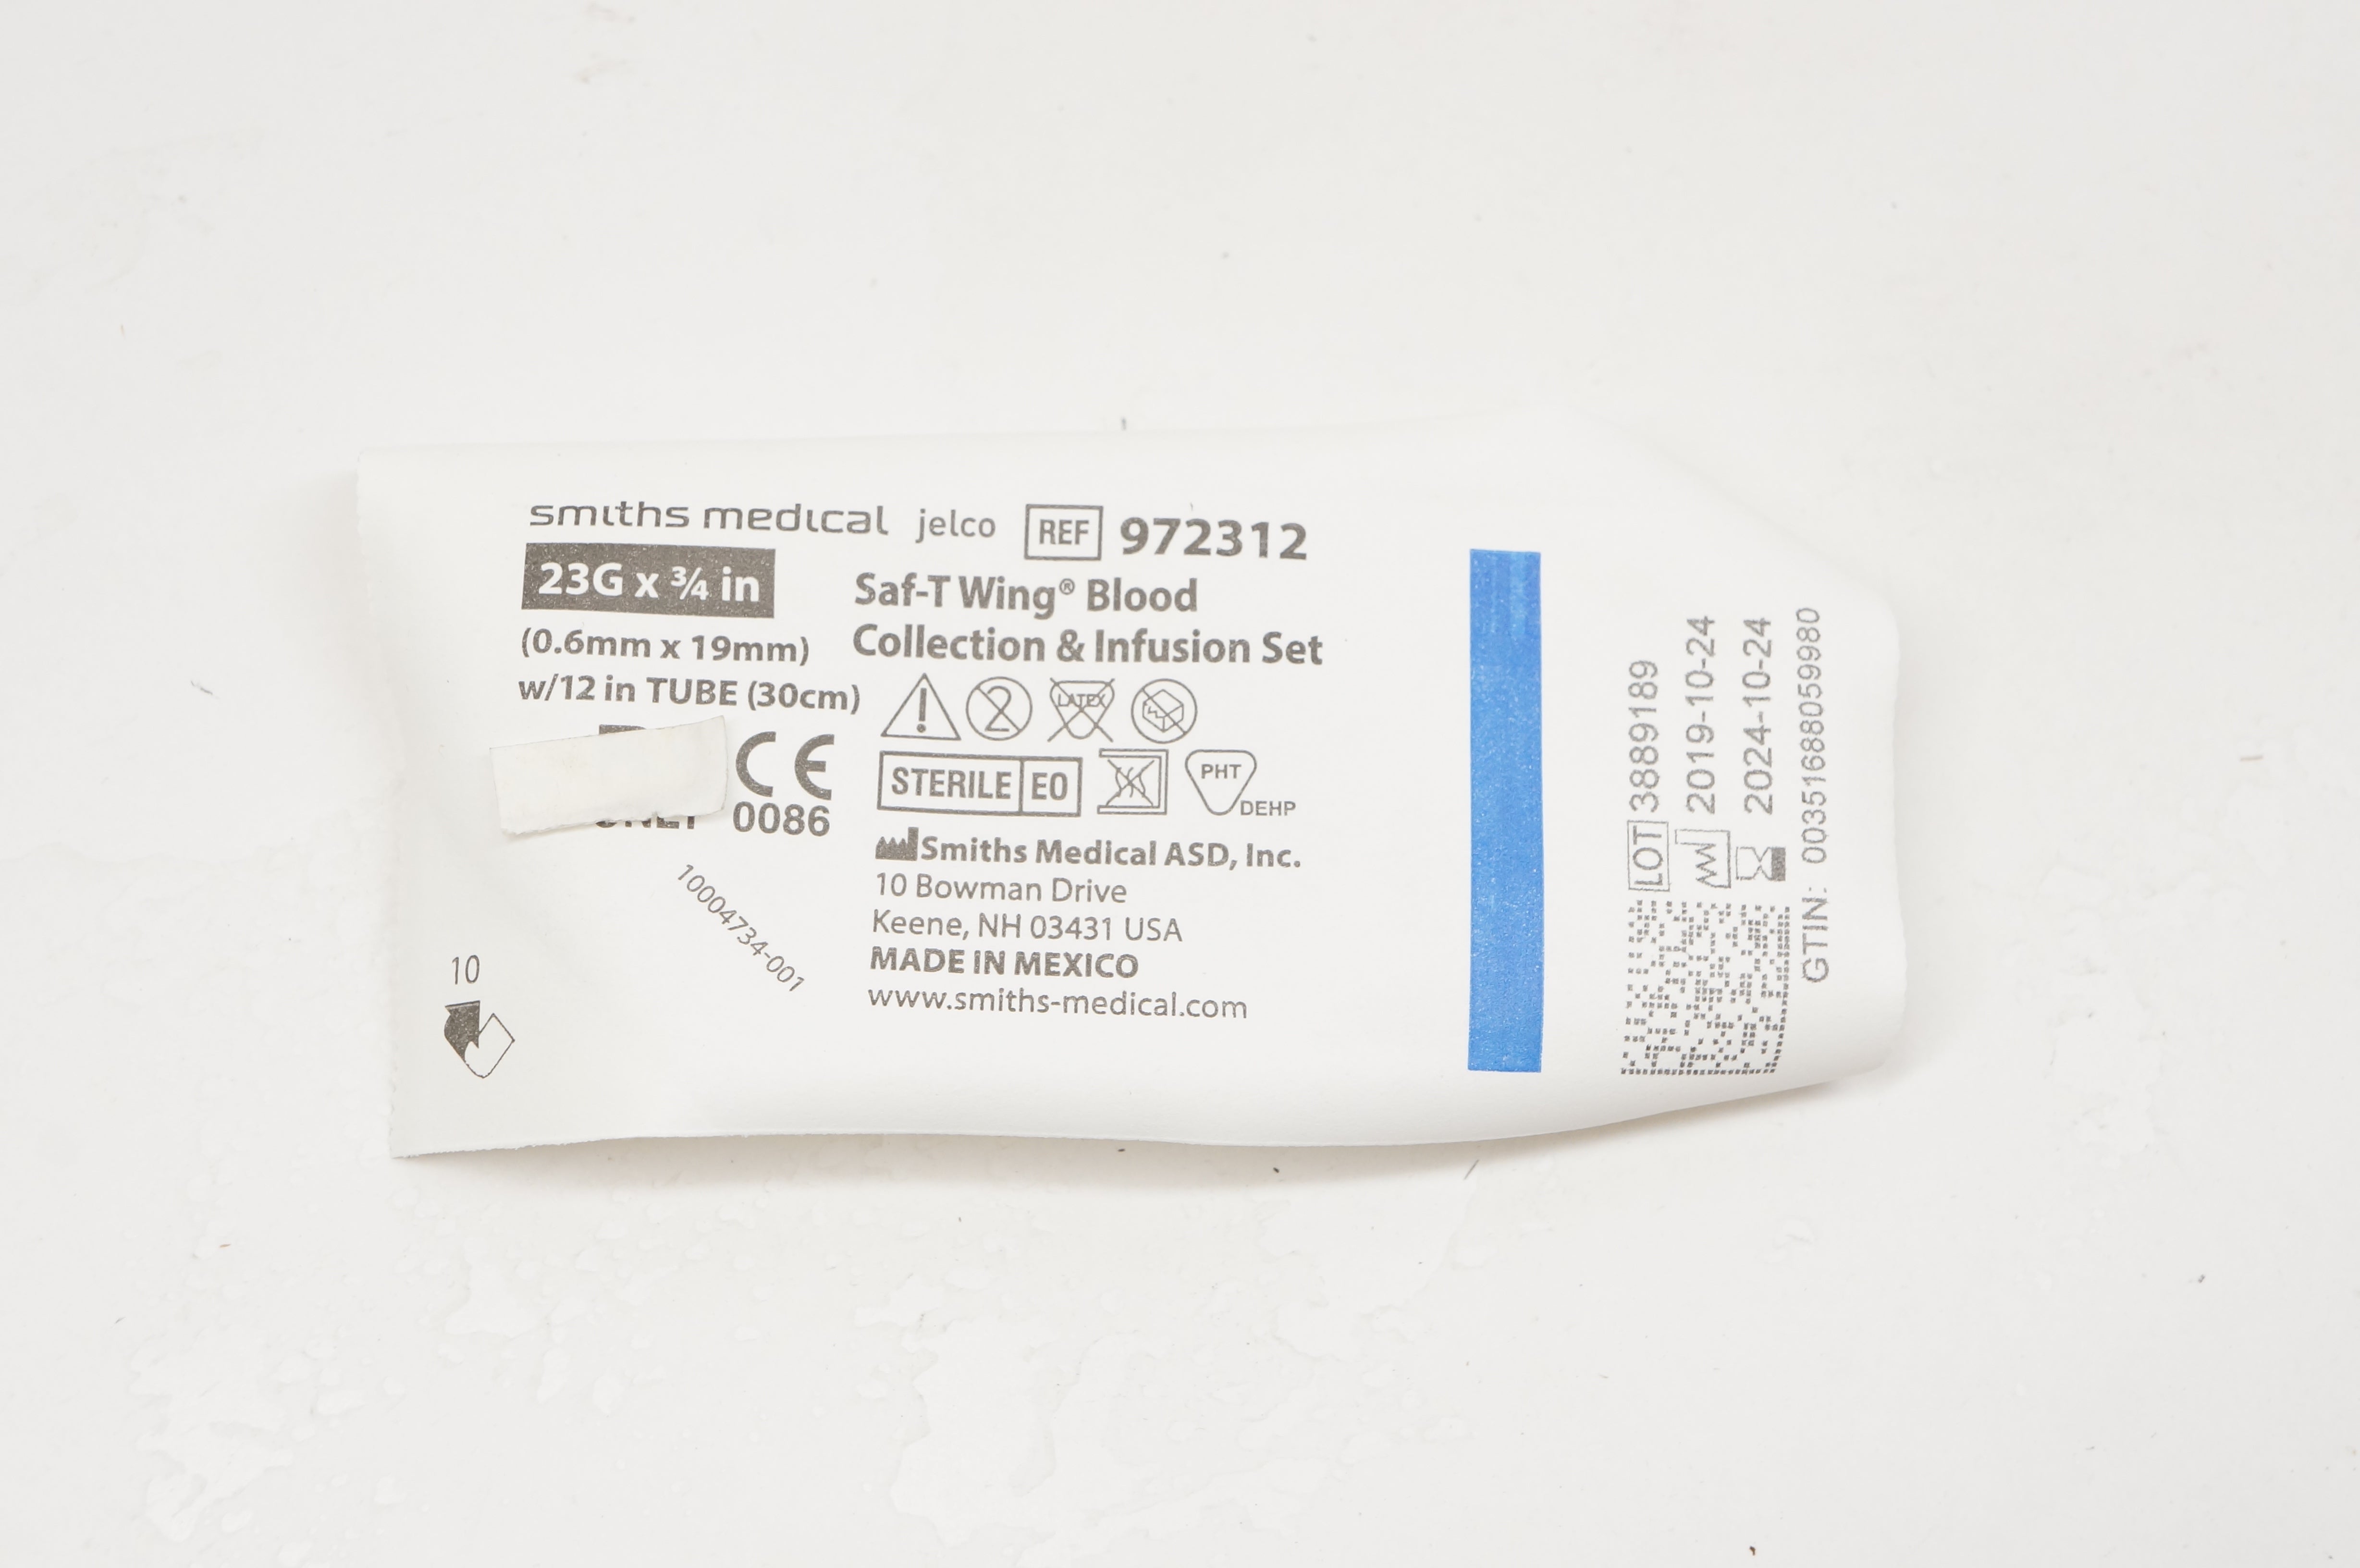 smiths medical jelco REF 972312
23G x ¾ in
(0.6mm x 19mm)
w/12 in TUBE (30cm)
Saf-T Wing® Blood
Collection & Infusion Set
2
LATEX
CE
0086
STERILE EO
PHT
DEHP
Smiths Medical ASD, Inc.
10 Bowman Drive
Keene, NH 03431 USA
MADE IN MEXICO
www.smiths-medical.com
10004734-001
10
LOT 3889189
2019-10-24
2024-10-24
GTIN: 00351688059980